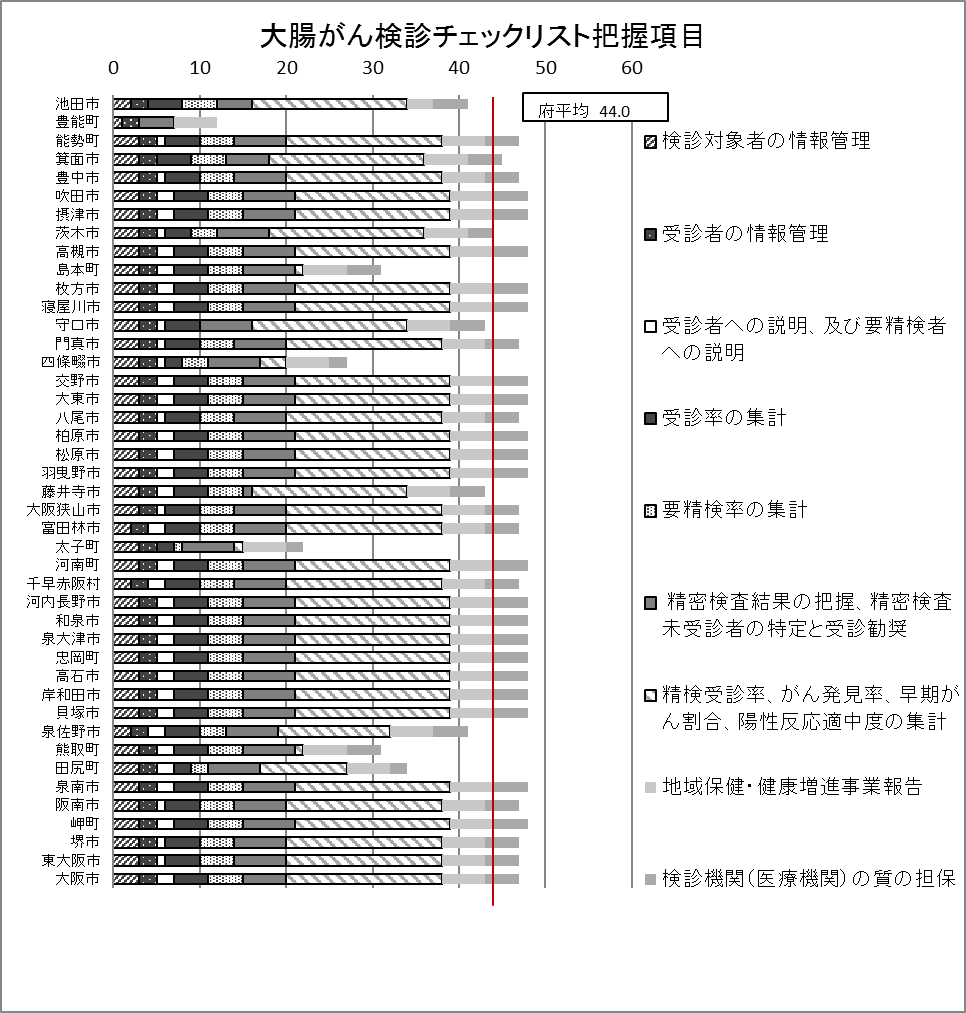 大腸がん検診チェックリスト把握項目
0 10 20 30 40 50 60
府平均 44.0
池田市
豊能町
能勢町
箕面市
豊中市
吹田市
摂津市
茨木市
高槻市
島本町
枚方市
寝屋川市
守口市
門真市
四條畷市
交野市
大東市
八尾市
柏原市
松原市
羽曳野市
藤井寺市
大阪狭山市
富田林市
太子町
河南町
千早赤阪村
河内長野市
和泉市
泉大津市
忠岡町
高石市
岸和田市
貝塚市
泉佐野市
熊取町
田尻町
泉南市
阪南市
岬町
堺市
東大阪市
大阪市
検診対象者の情報管理
受診者の情報管理
受診者への説明、及び要精検者
への説明
受診率の集計
要精検率の集計
精密検査結果の把握、精密検査
未受診者の特定と受診勧奨
精検受診率、がん発見率、早期が
ん割合、陽性反応適中度の集計
地域保健・健康増進事業報告
検診機関（医療機関）の質の担保